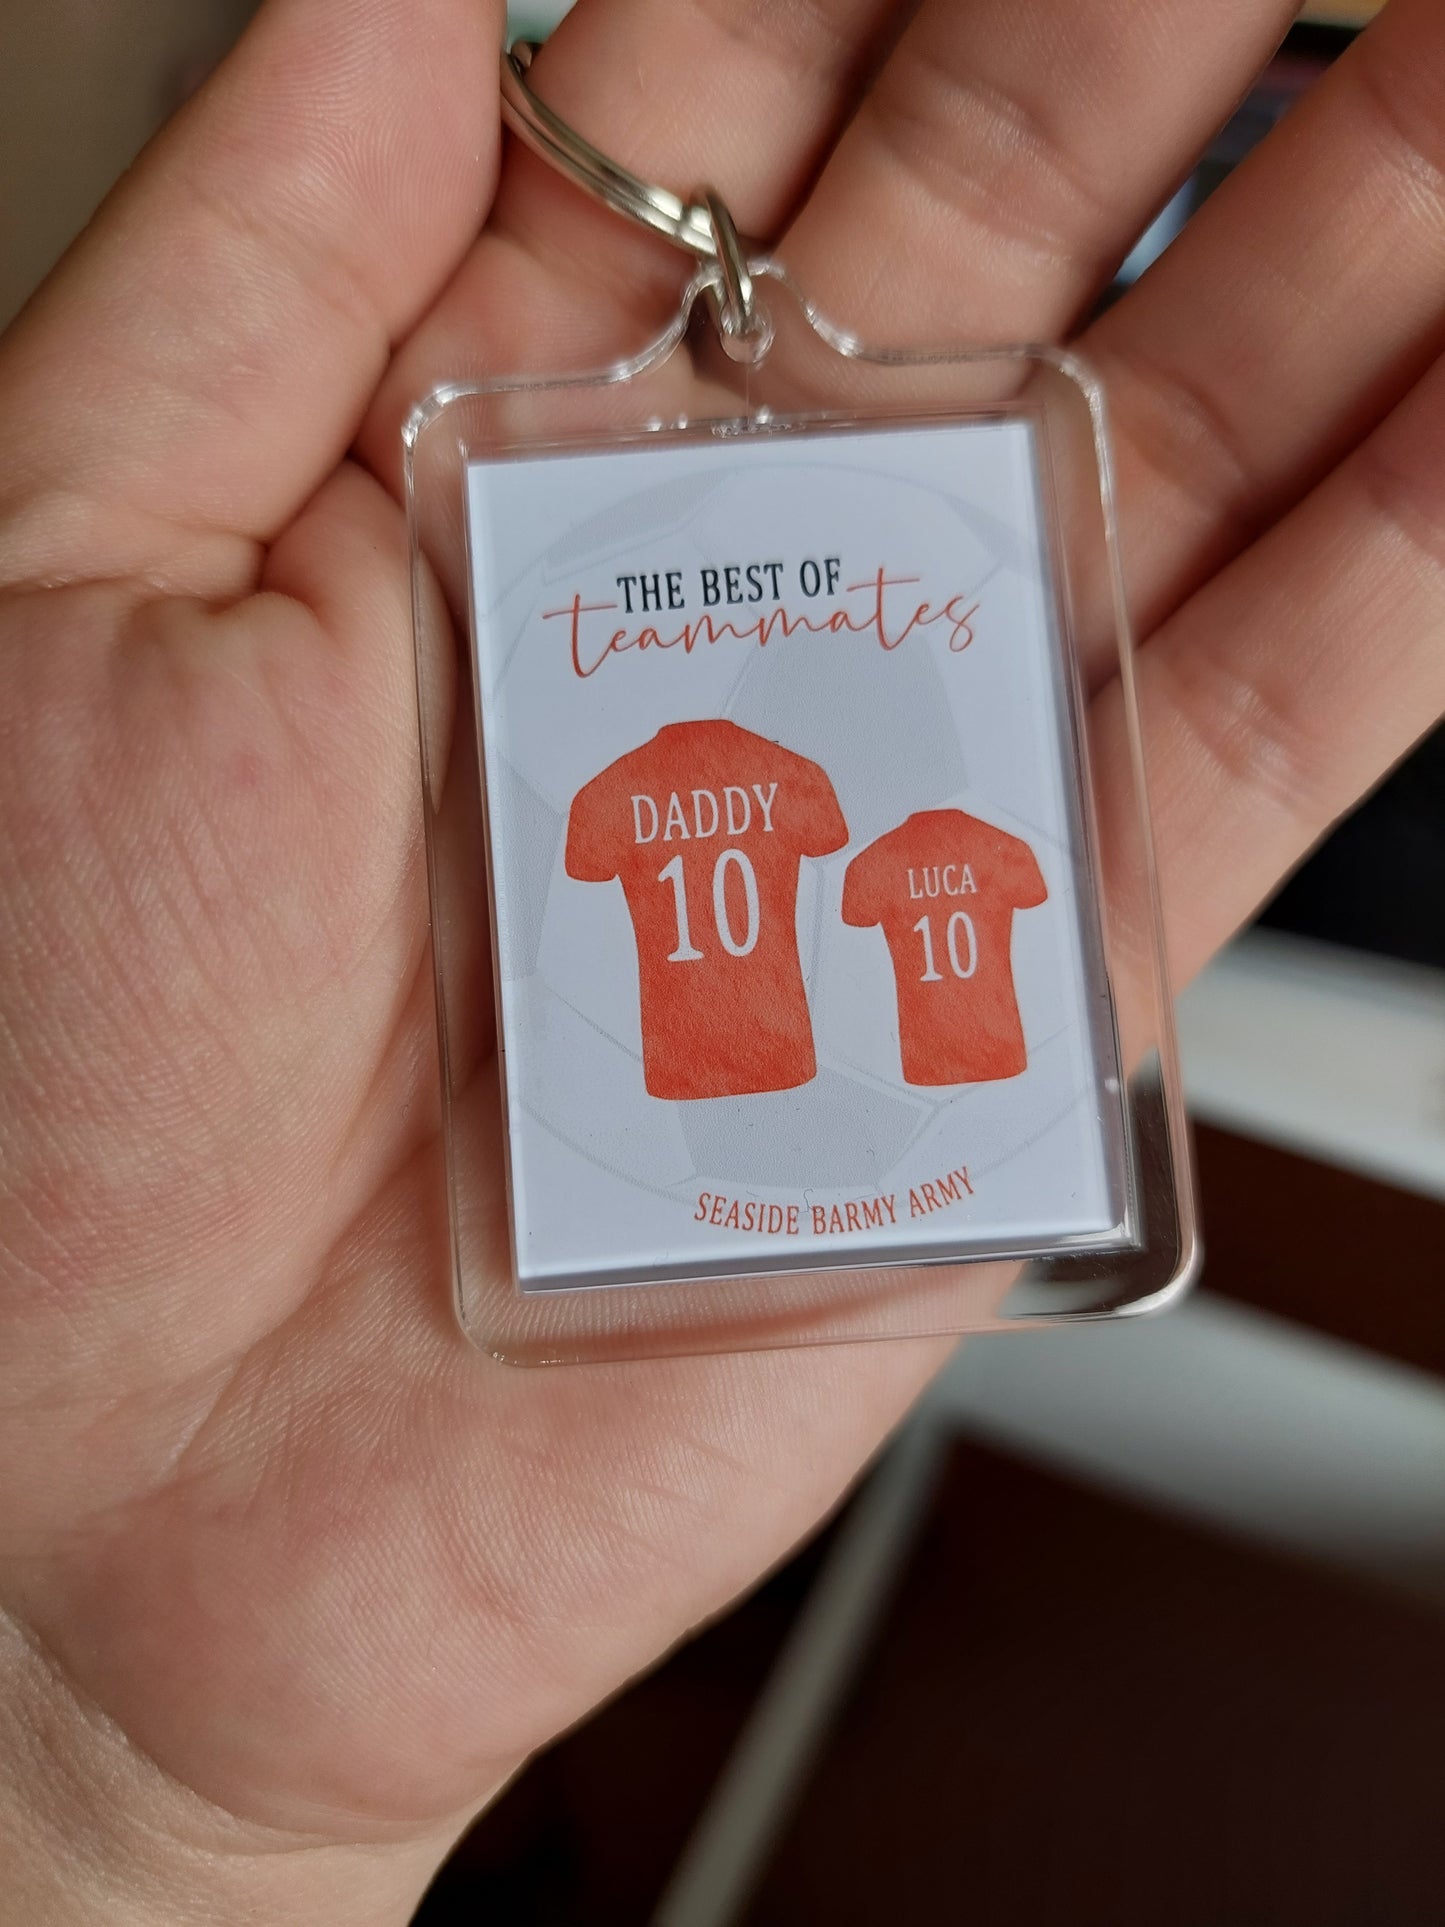 THE BEST OF
teammates
DADDY
10
LUCA
10
SEASIDE BARMY ARMY